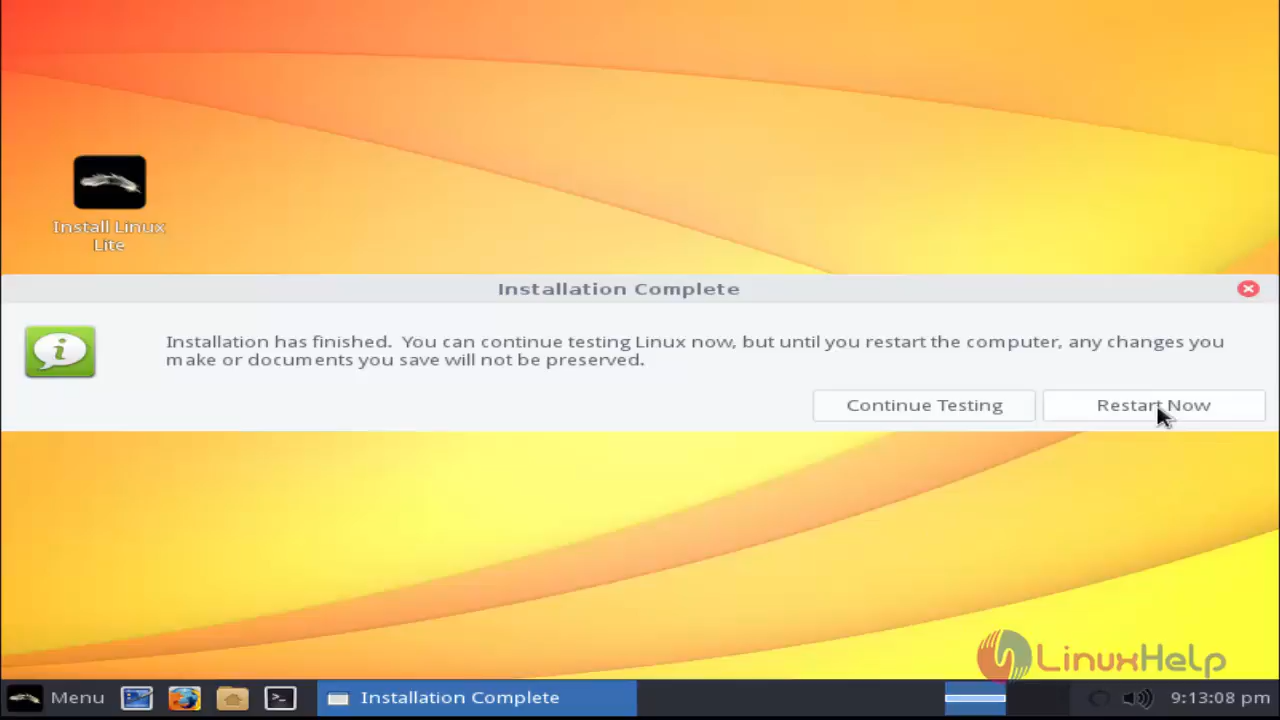 Install Linux
Lite
Installation Complete
Installation has finished.  You can continue testing Linux now, but until you restart the computer, any changes you
make or documents you save will not be preserved.
Continue Testing
Restart Now
LinuxHelp
Menu
Installation Complete
9:13:08 pm